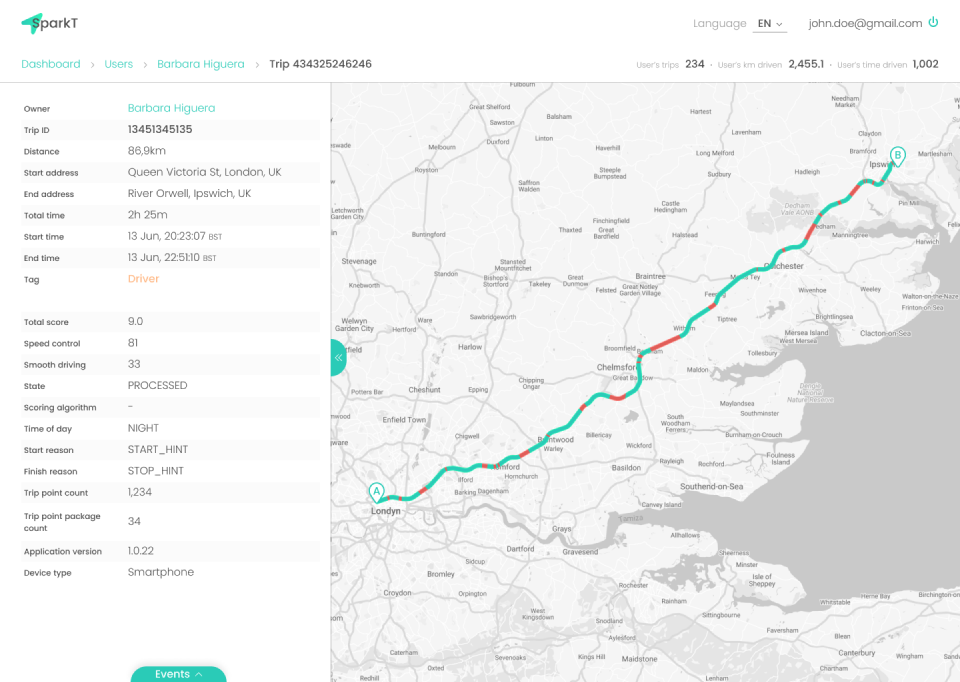 SparkT
Language EN
john.doe@gmail.com
Dashboard > Users > Barbara Higuera > Trip 434325246246
User's trips 234 · User's km driven 2,455.1 · User's time driven 1,002
Owner Barbara Higuera
Trip ID 13451345135
Distance 86,9km
Start address Queen Victoria St, London, UK
End address River Orwell, Ipswich, UK
Total time 2h 25m
Start time 13 Jun, 20:23:07 BST
End time 13 Jun, 22:51:10 BST
Tag Driver
Total score 9.0
Speed control 81
Smooth driving 33
State PROCESSED
Scoring algorithm -
Time of day NIGHT
Start reason START_HINT
Finish reason STOP_HINT
Trip point count 1,234
Trip point package
count
34
Application version 1.0.22
Device type Smartphone
Events
«
Fulbourn
Needham
Market
Great Shelford
Balsham
Hartest
Sawston
Lavenham
Claydon
Duxford
Linton
Melbourn
Haverhill
Long Melford
Bramford
B
Martlesham
Royston
Steeple
Bumpstead
Sudbury
Hadleigh
Saffron
Walden
Pin Mill
Letchworth
Garden City
Castle
Hedingham
Dedham
Vale AONB
Buntingford
Thaxted
Finchingfield
Great
Bardfield
Halstead
Manningtree
Harwich
Stevenage
Stansted
Mountfitchet
Standon
Bishop's
Stortford
Takeley
Great
Dunmow
Braintree
Knebworth
Felsted
Great Notley
Garden Village
Wivenhoe
Weeley
Walton-on-the-Naze
Frinton-on-Sea
Welwyn
Garden City
Ware
Hertford
Sawbridgeworth
Tiptree
Brightlingsea
Mersea Island
West Mersea
Clacton-on-Sea
Harlow
Broomfield
Tollesbury
Chelmsford
Maldon
Potters Bar
Cheshunt
Epping
Chipping
Ongar
Dengie
National
Nature Reserve
Enfield Town
Maylandsea
Southminster
South
Woodham
Ferrers
Chigwell
Brentwood
Warley
Billericay
Wickford
Burnham-on-Crouch
Foulness
Island
Ilford
Hornchurch
Basildon
Rayleigh
Rochford
Barking
Dagenham
Southend-on-Sea
A
Londyn
Canvey Island
Grays
Allhallows
Dartford
Gravesend
Sheerness
Sidcup
Minster
Isle of
Sheppey
Bromley
Rochester
Croydon
Orpington
Rainham
Whitstable
Herne Bay
Birchington-on
West
Kingsdown
Snodland
Sittingbourne
Faversham
Aylesford
Blean
Caterham
Oxted
Sevenoaks
Kings Hill
Maidstone
Canterbury
Wingham
Redhill
Chartham
Barham